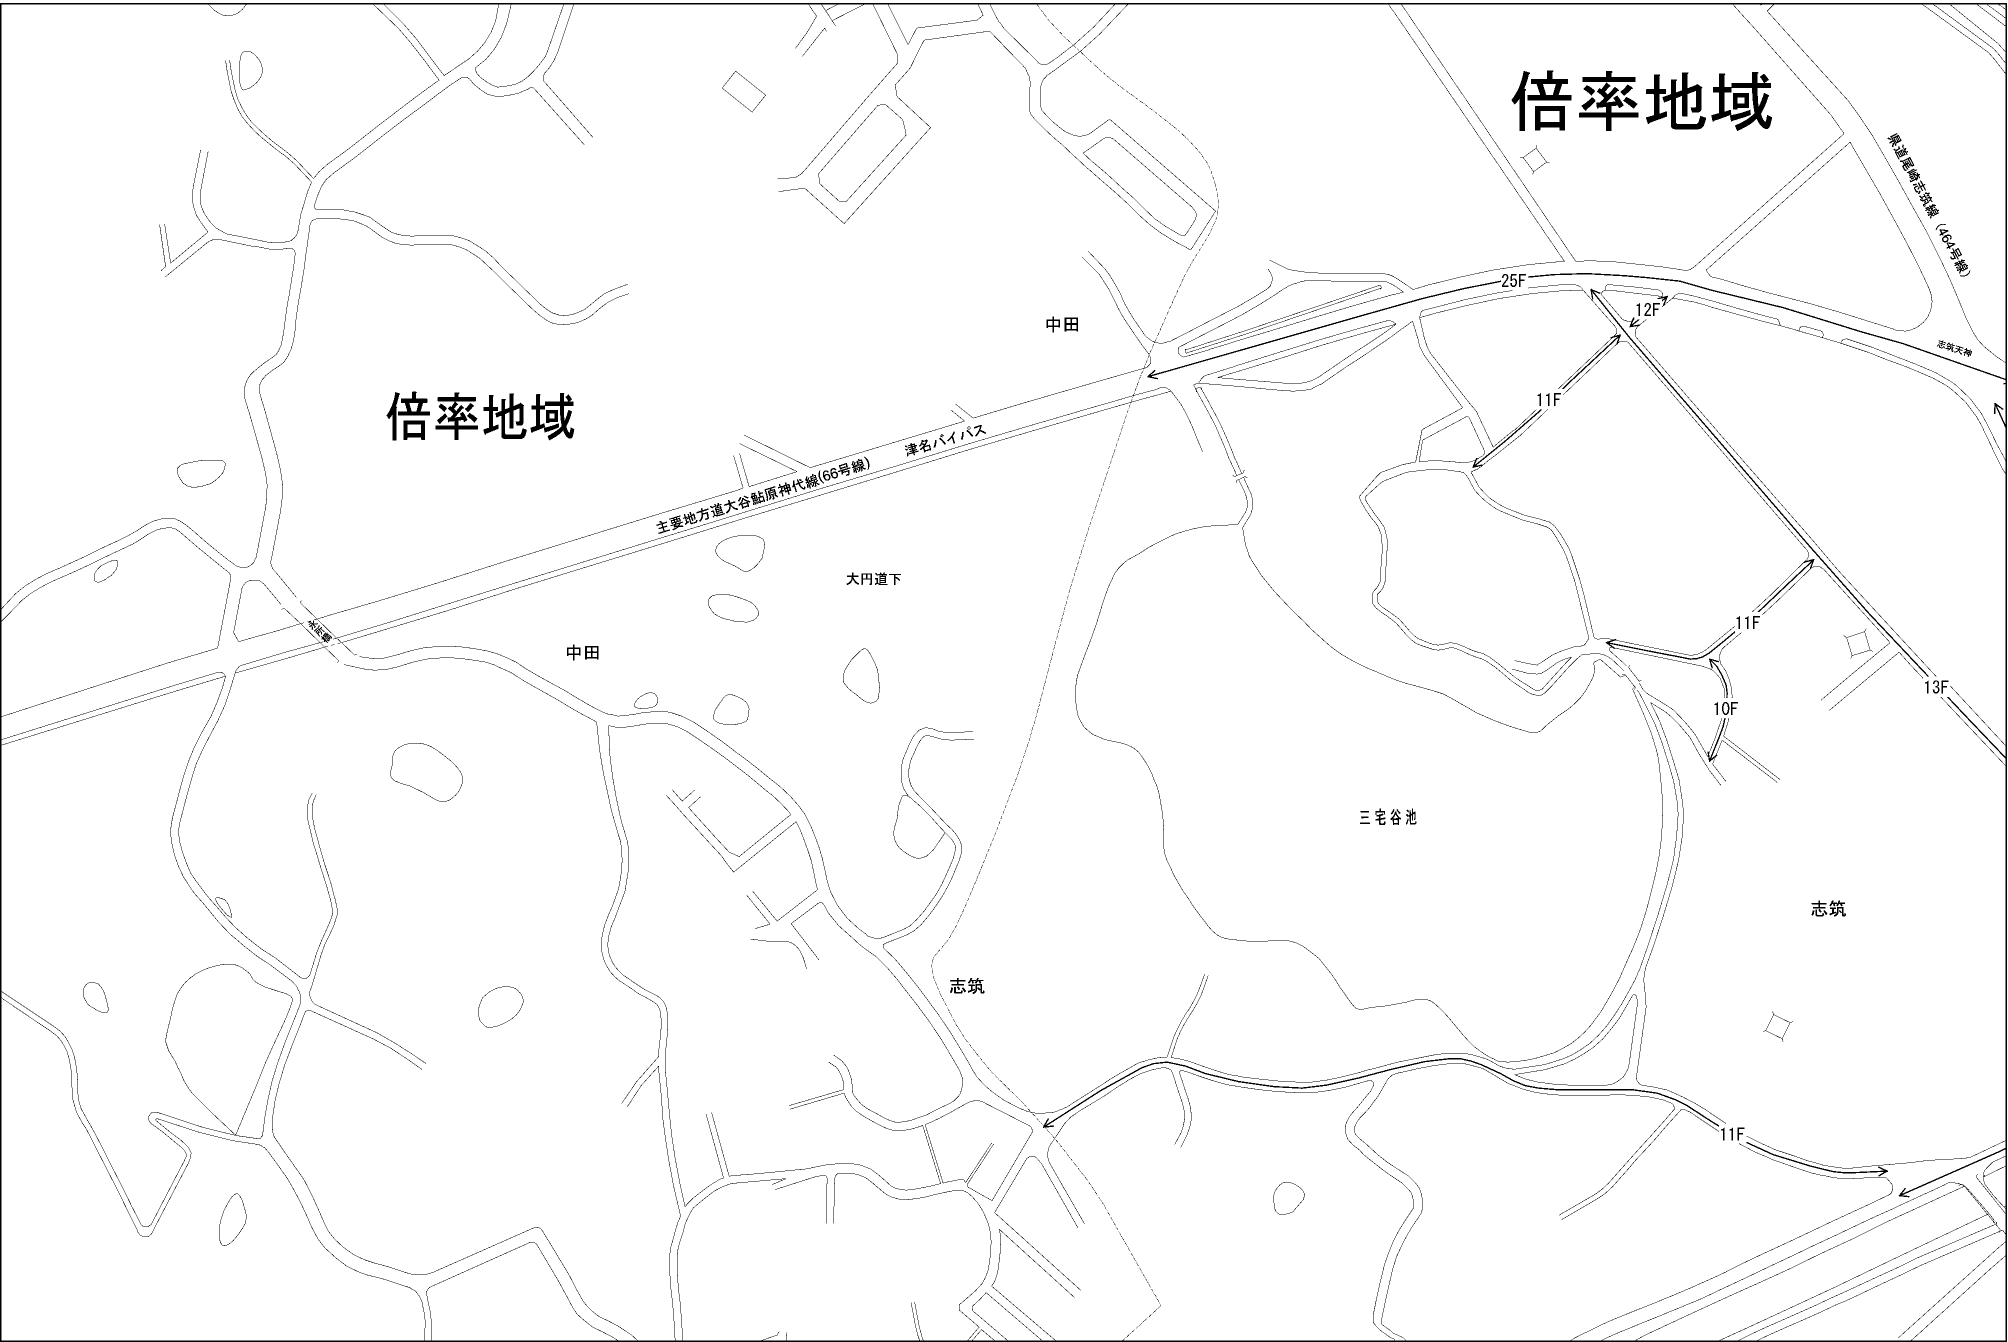 倍率地域
県道尾崎志筑線（464号線）
25F
12F
中田
志筑天神
倍率地域
11F
津名バイパス
主要地方道大谷鮎原神代線(66号線)
大円道下
11F
中田
13F
10F
三宅谷池
志筑
志筑
11F